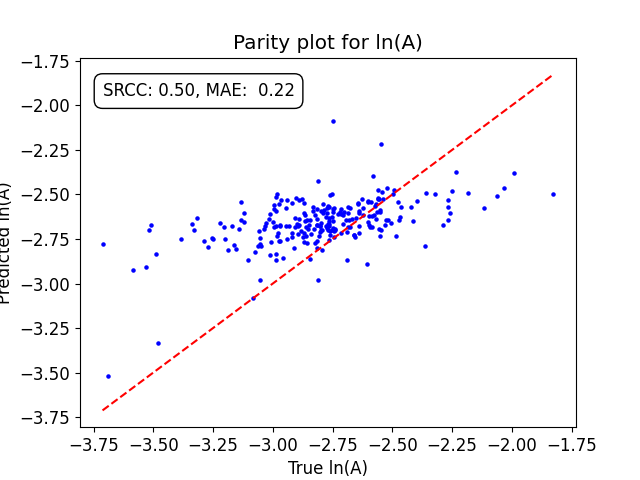 Parity plot for ln(A)
SRCC: 0.50, MAE:  0.22
Predicted ln(A)
−1.75
−2.00
−2.25
−2.50
−2.75
−3.00
−3.25
−3.50
−3.75
−3.75 −3.50 −3.25 −3.00 −2.75 −2.50 −2.25 −2.00 −1.75
True ln(A)